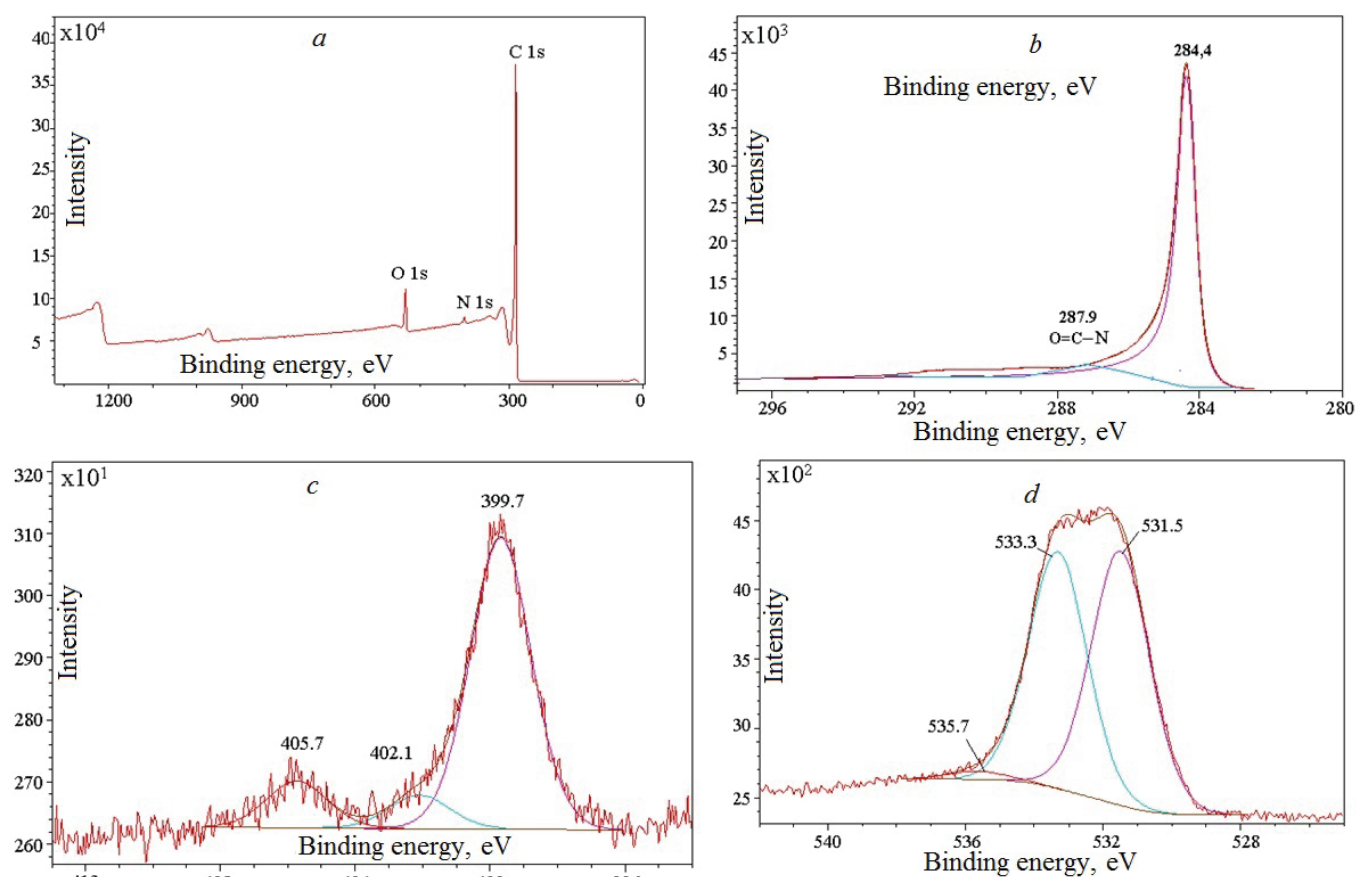 x10⁴
a
40
C 1s
35
30
25
20
15
O 1s
10
N 1s
5
Intensity
Binding energy, eV
1200 900 600 300 0
x10³
b
45
284,4
Binding energy, eV
40
35
30
25
20
15
10
287.9
O=C–N
5
Intensity
296 292 288 284 280
Binding energy, eV
320
x10¹
c
399.7
310
300
290
280
405.7
402.1
270
260
Intensity
Binding energy, eV
x10²
d
45
533.3
531.5
40
35
30
535.7
25
Intensity
540 536 532 528
Binding energy, eV